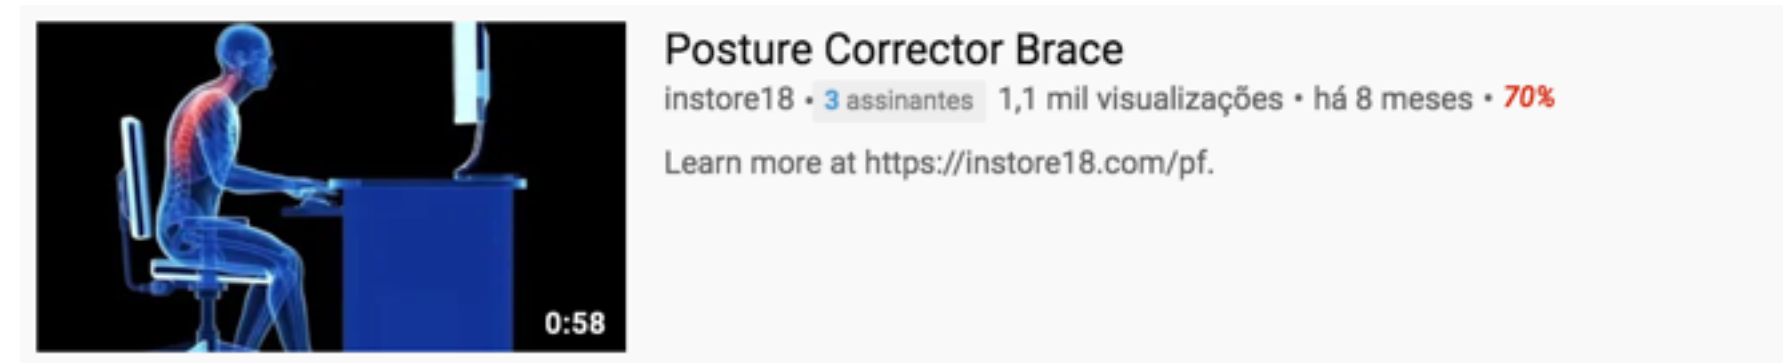 Posture Corrector Brace
instore18 • 3 assinantes 1,1 mil visualizações • há 8 meses • 70%
Learn more at https://instore18.com/pf.
0:58